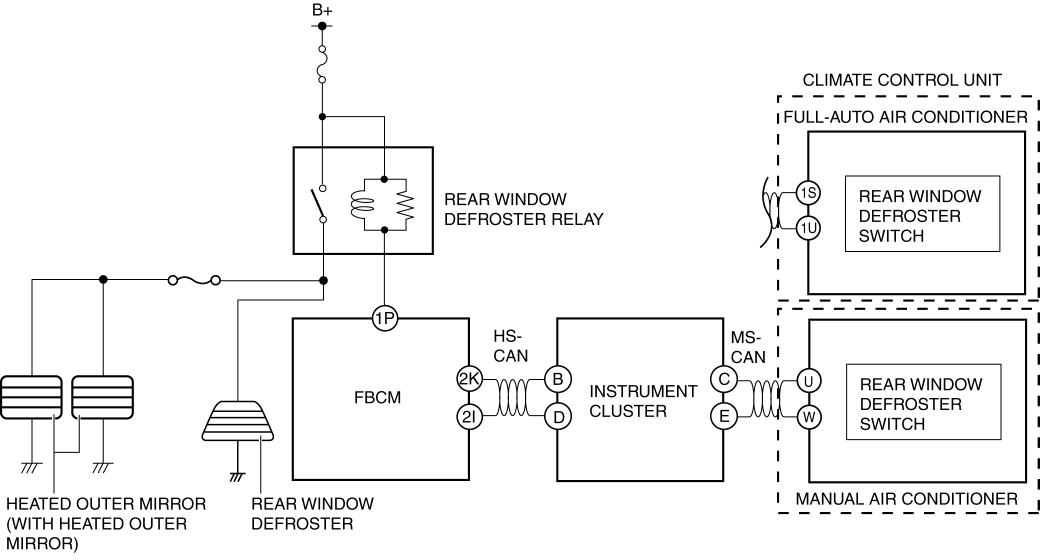 B+
CLIMATE CONTROL UNIT
FULL-AUTO AIR CONDITIONER
REAR WINDOW
DEFROSTER RELAY
1S
1U
REAR WINDOW
DEFROSTER
SWITCH
1P
HS-
CAN
MS-
CAN
2K
2I
FBCM
B
D
INSTRUMENT
CLUSTER
C
E
U
W
REAR WINDOW
DEFROSTER
SWITCH
MANUAL AIR CONDITIONER
HEATED OUTER MIRROR
(WITH HEATED OUTER
MIRROR)
REAR WINDOW
DEFROSTER